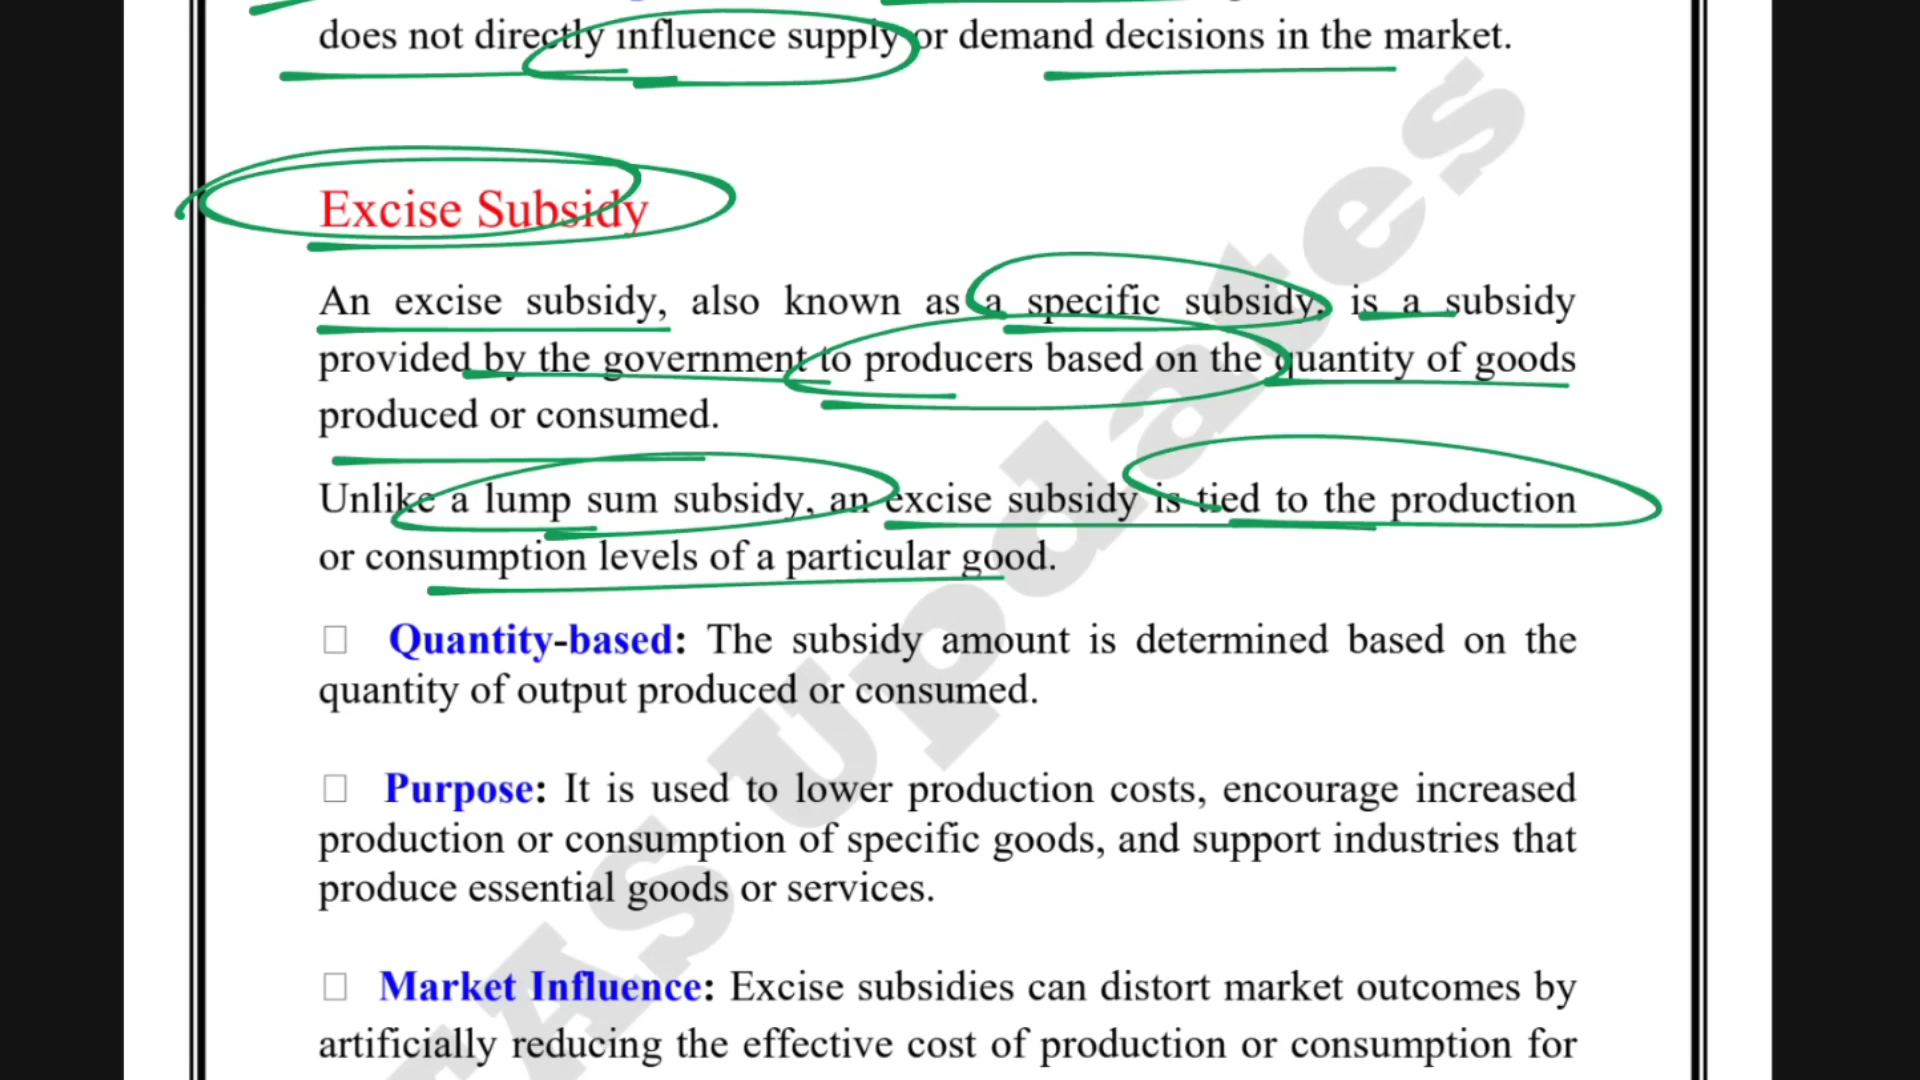 does not directly influence supply or demand decisions in the market.
Excise Subsidy
An excise subsidy, also known as a specific subsidy, is a subsidy
provided by the government to producers based on the quantity of goods
produced or consumed.
Unlike a lump sum subsidy, an excise subsidy is tied to the production
or consumption levels of a particular good.
Quantity-based: The subsidy amount is determined based on the
quantity of output produced or consumed.
Purpose: It is used to lower production costs, encourage increased
production or consumption of specific goods, and support industries that
produce essential goods or services.
Market Influence: Excise subsidies can distort market outcomes by
artificially reducing the effective cost of production or consumption for
TAS Updates